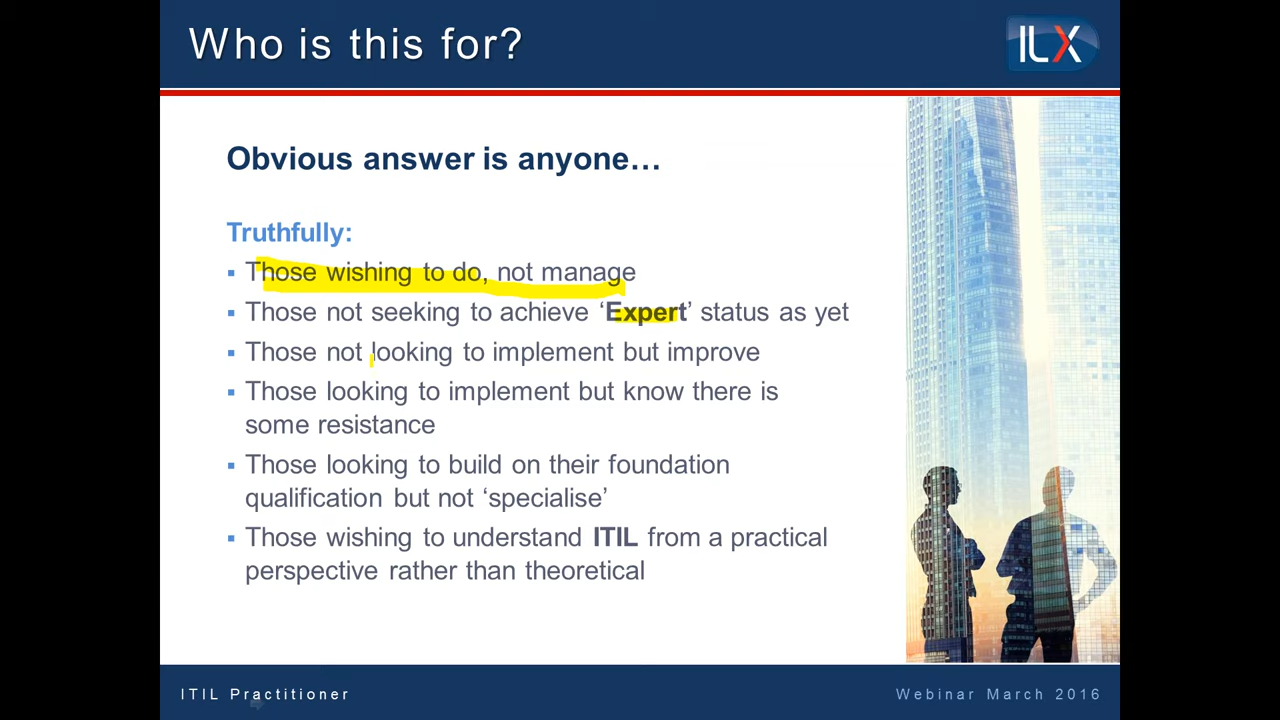 Who is this for?
ILX
Obvious answer is anyone…
Truthfully:
▪ Those wishing to do, not manage
▪ Those not seeking to achieve ‘Expert’ status as yet
▪ Those not looking to implement but improve
▪ Those looking to implement but know there is
some resistance
▪ Those looking to build on their foundation
qualification but not ‘specialise’
▪ Those wishing to understand ITIL from a practical
perspective rather than theoretical
ITIL Practitioner
Webinar March 2016